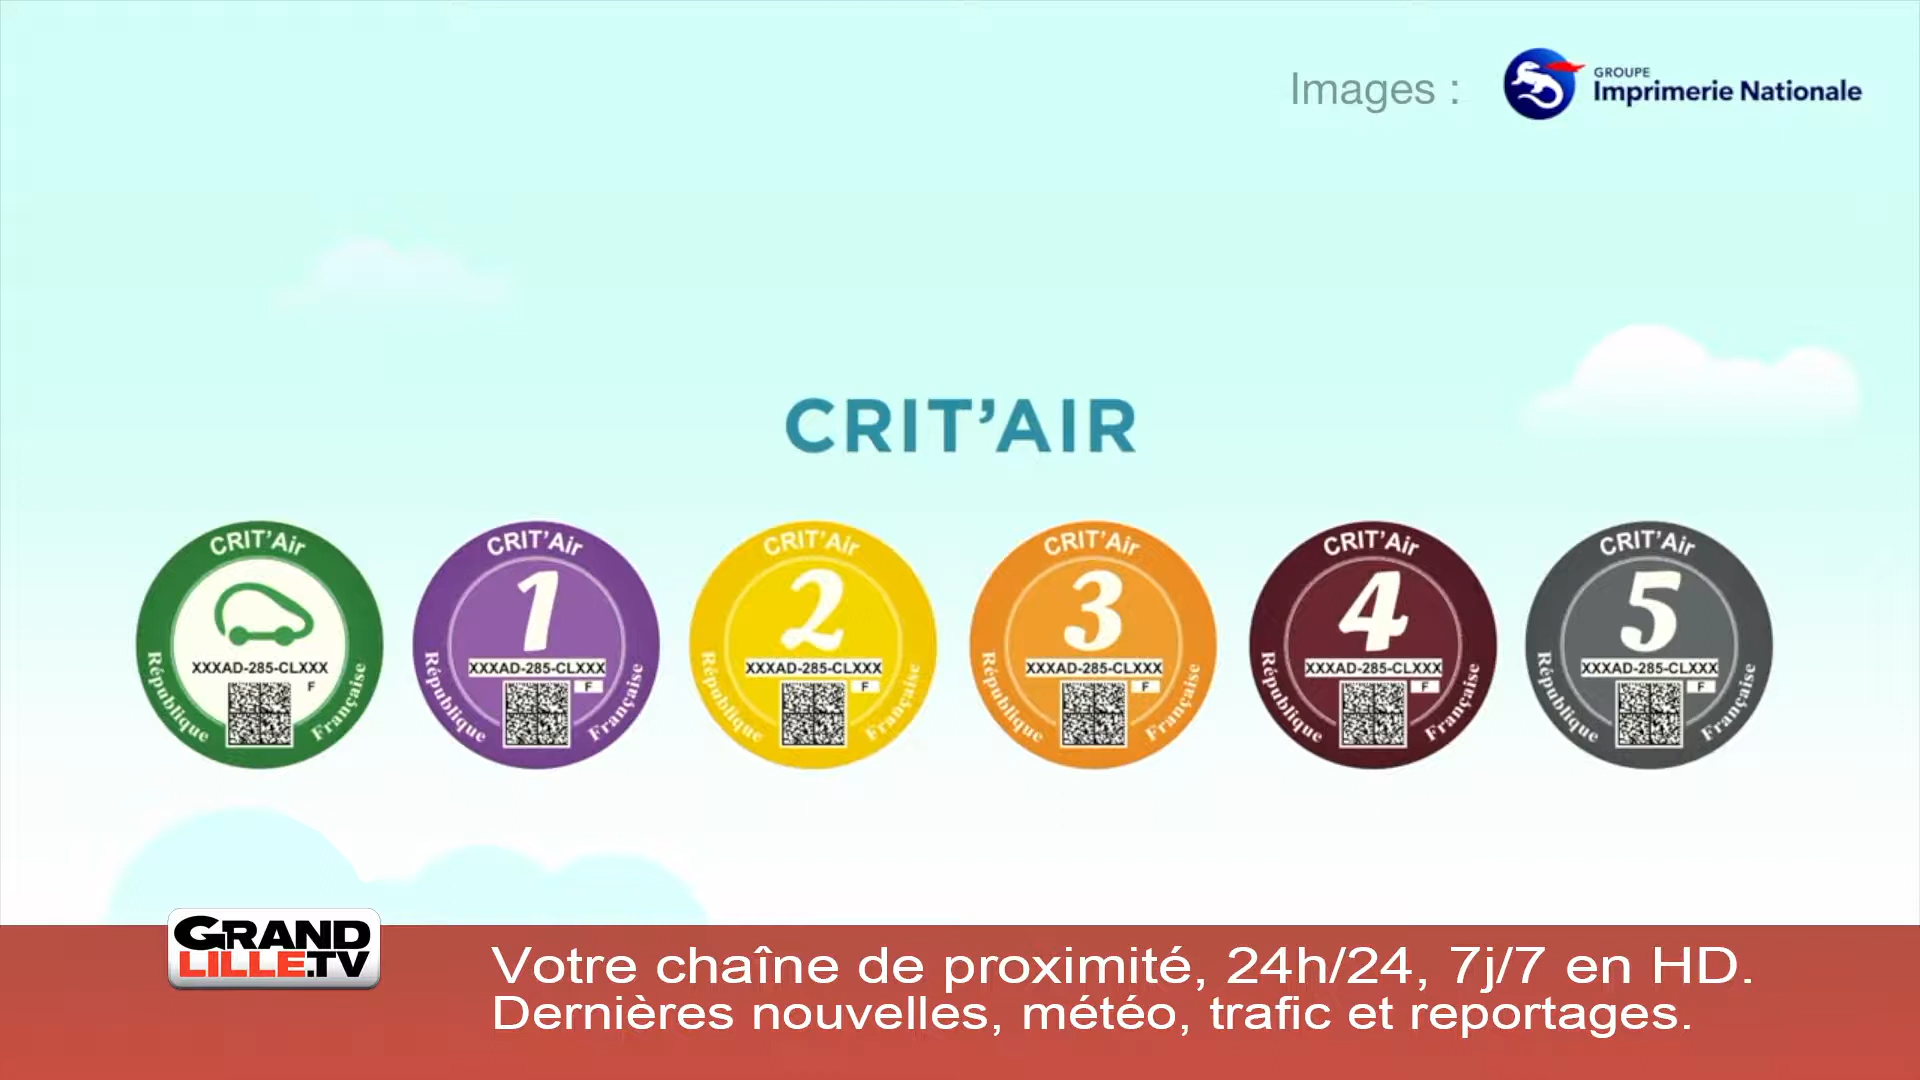 Images :
GROUPE
Imprimerie Nationale
CRIT’AIR
CRIT’Air
XXXAD-285-CLXXX
F
République Française
CRIT’Air
1
XXXAD-285-CLXXX
F
République Française
CRIT’Air
2
XXXAD-285-CLXXX
F
République Française
CRIT’Air
3
XXXAD-285-CLXXX
F
République Française
CRIT’Air
4
XXXAD-285-CLXXX
F
République Française
CRIT’Air
5
XXXAD-285-CLXXX
F
République Française
GRAND
LILLE.TV
Votre chaîne de proximité, 24h/24, 7j/7 en HD.
Dernières nouvelles, météo, trafic et reportages.